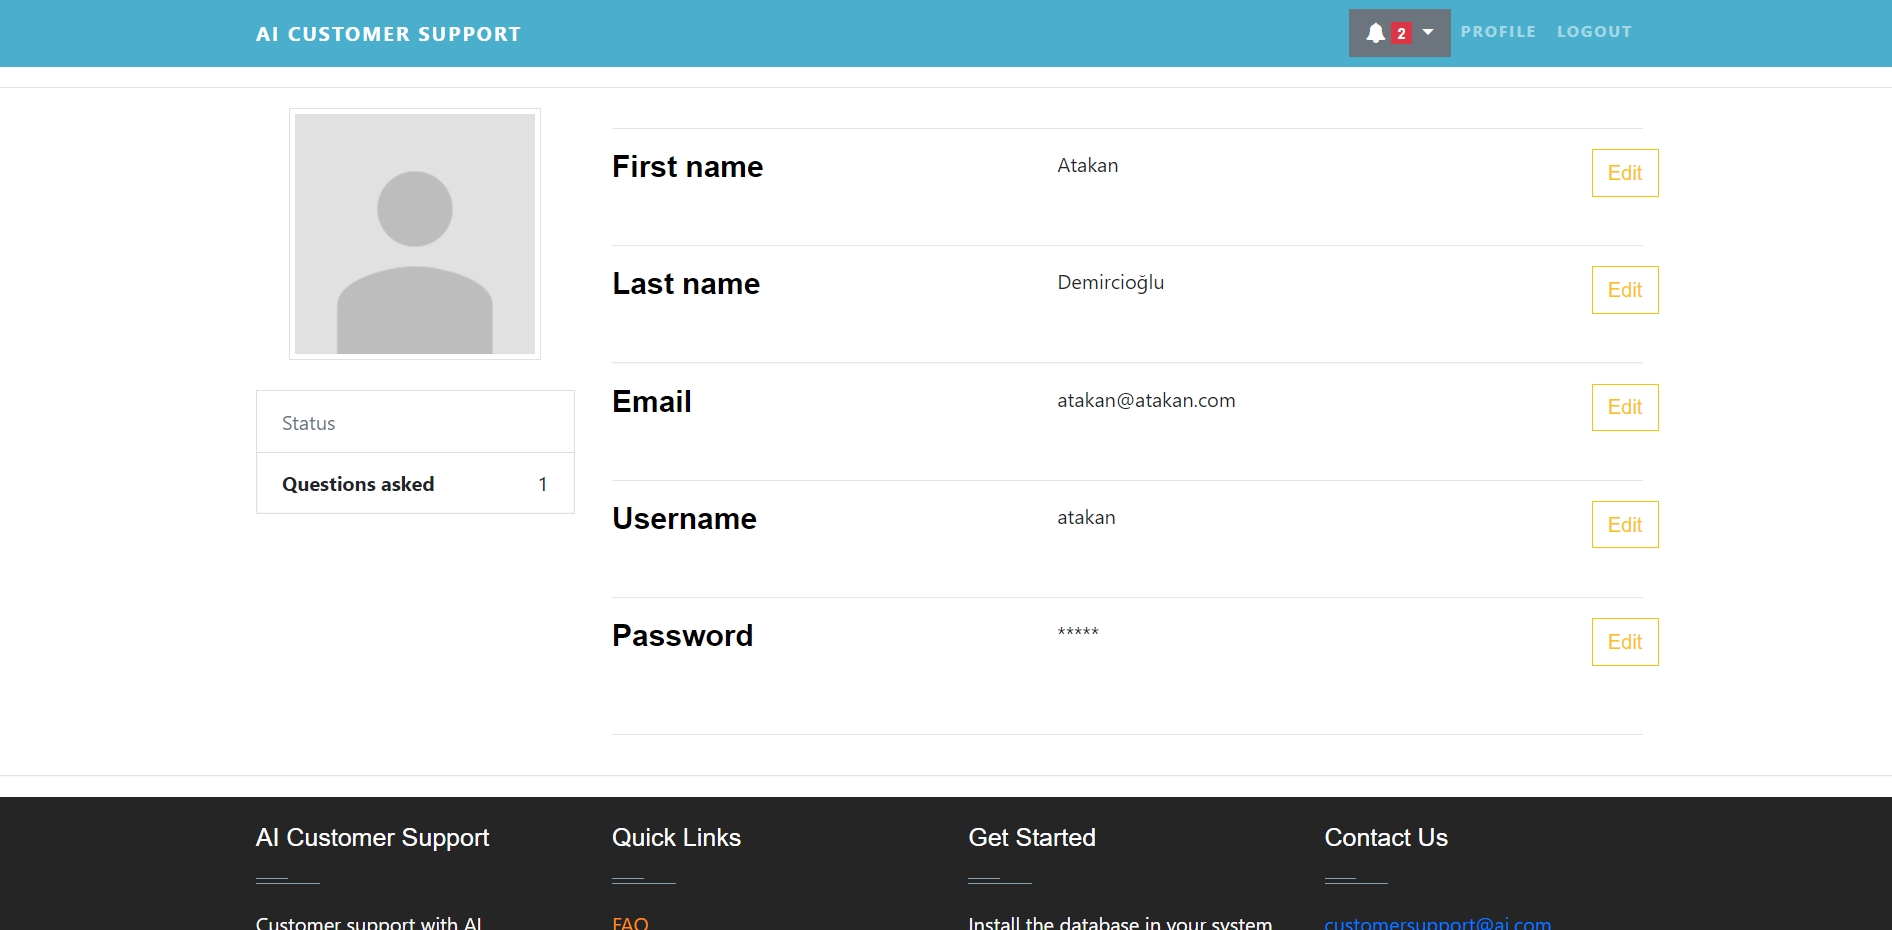 AI CUSTOMER SUPPORT
2
PROFILE
LOGOUT
First name
Atakan
Edit
Last name
Demircioğlu
Edit
Email
atakan@atakan.com
Edit
Username
atakan
Edit
Password
*****
Edit
Status
Questions asked
1
AI Customer Support
Quick Links
Get Started
Contact Us
Customer support with AI
FAQ
Install the database in your system
customersupport@ai.com